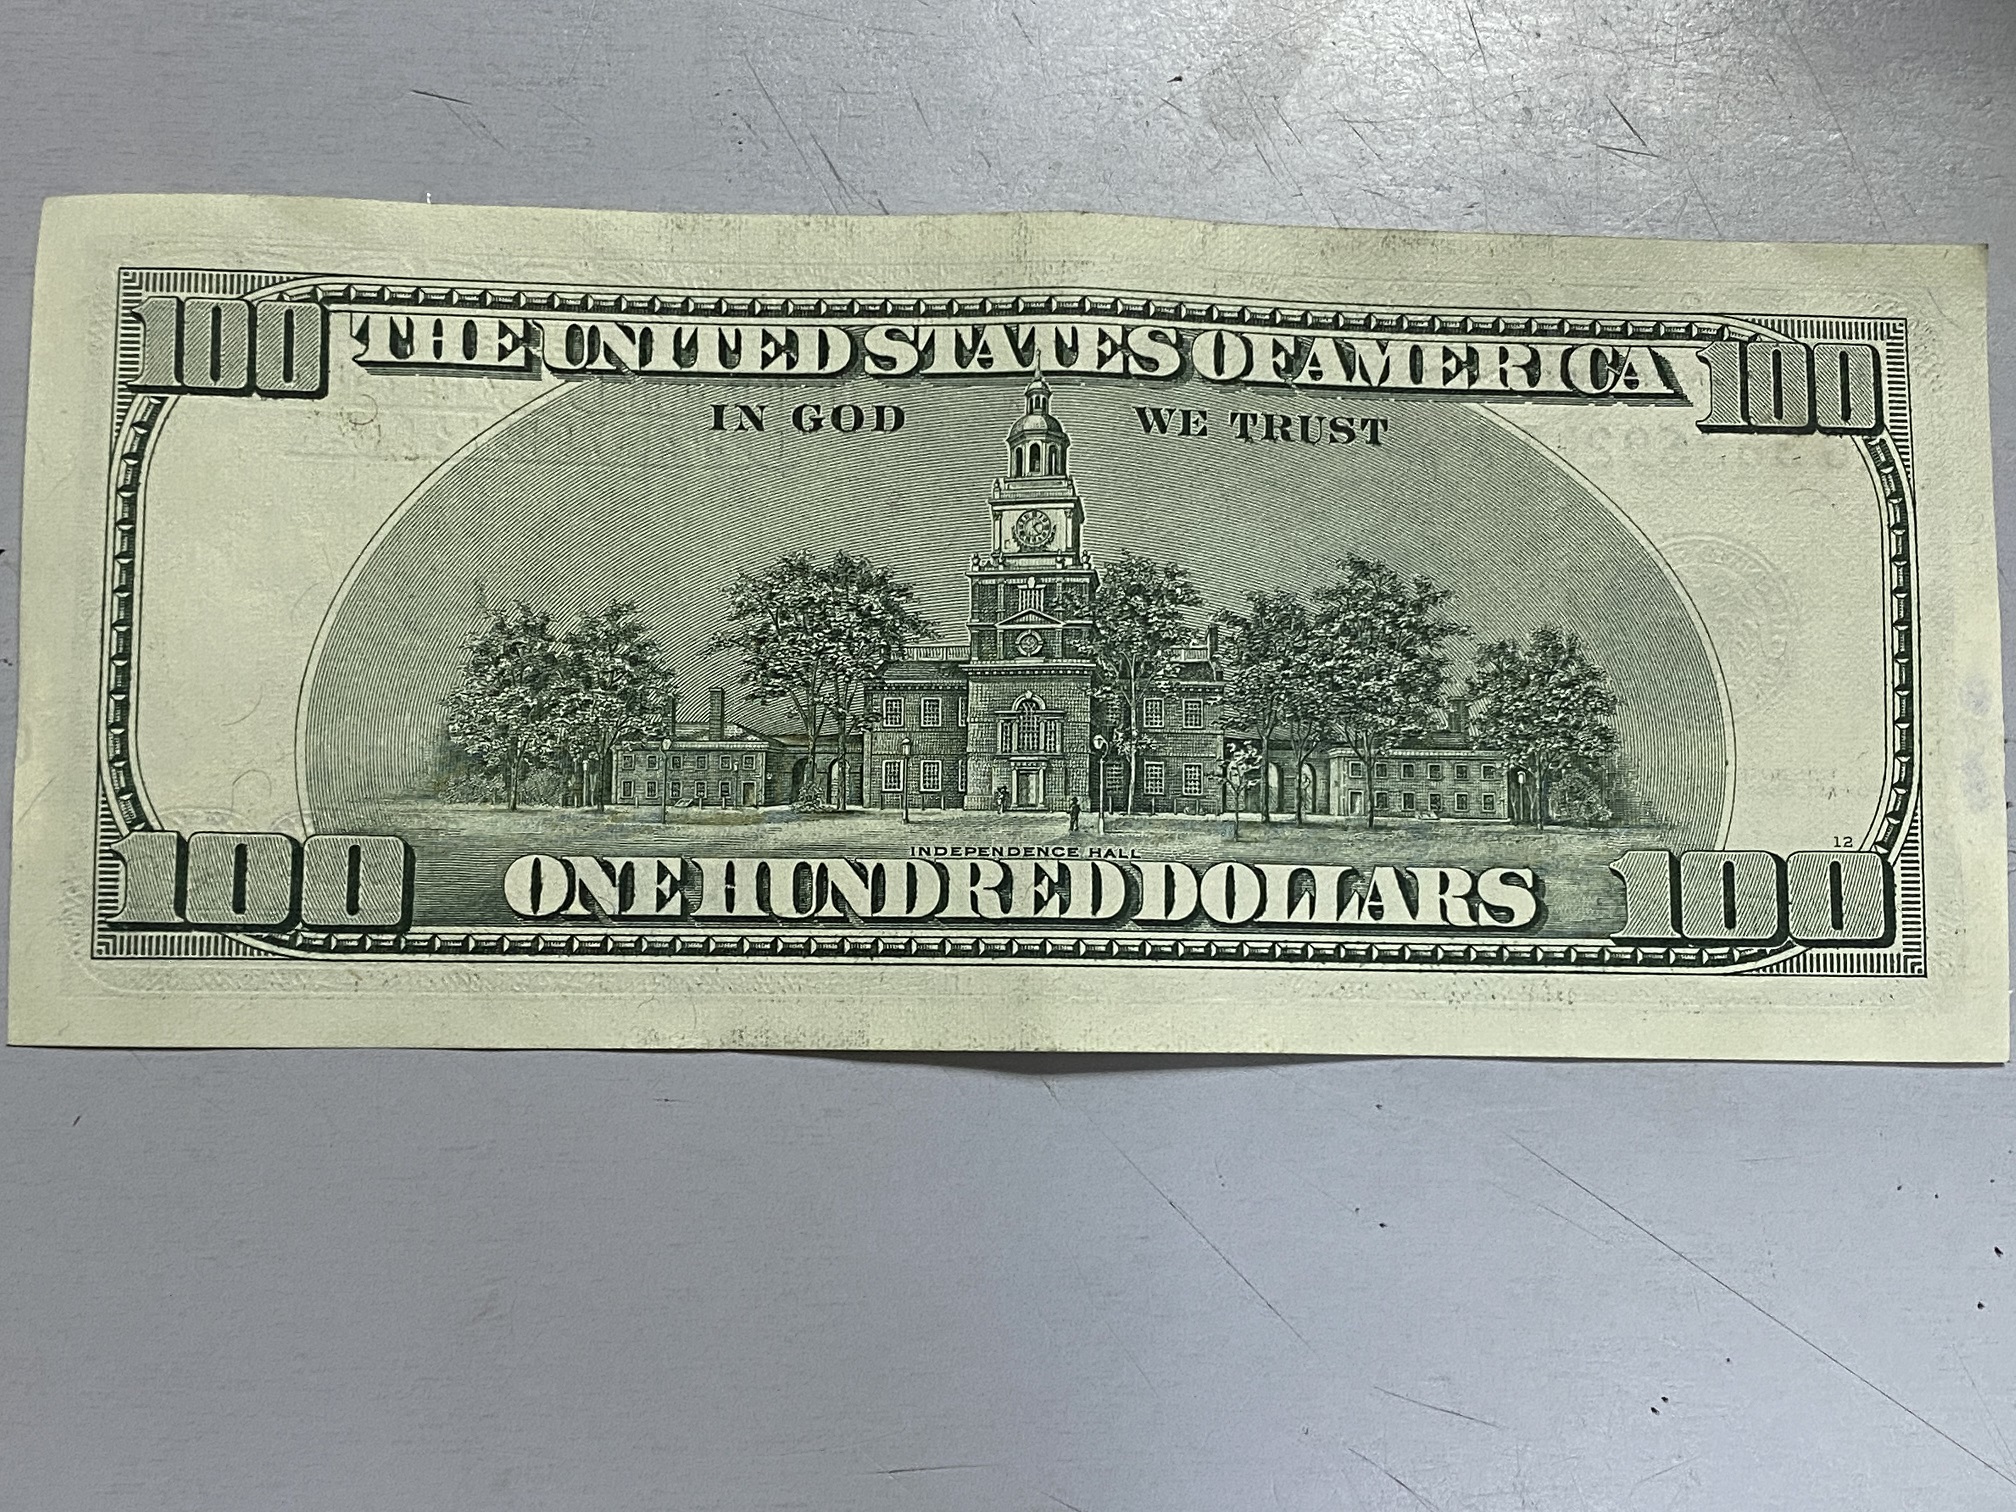 100 THE UNITED STATES OF AMERICA 100
IN GOD WE TRUST
INDEPENDENCE HALL
12
100 ONE HUNDRED DOLLARS 100